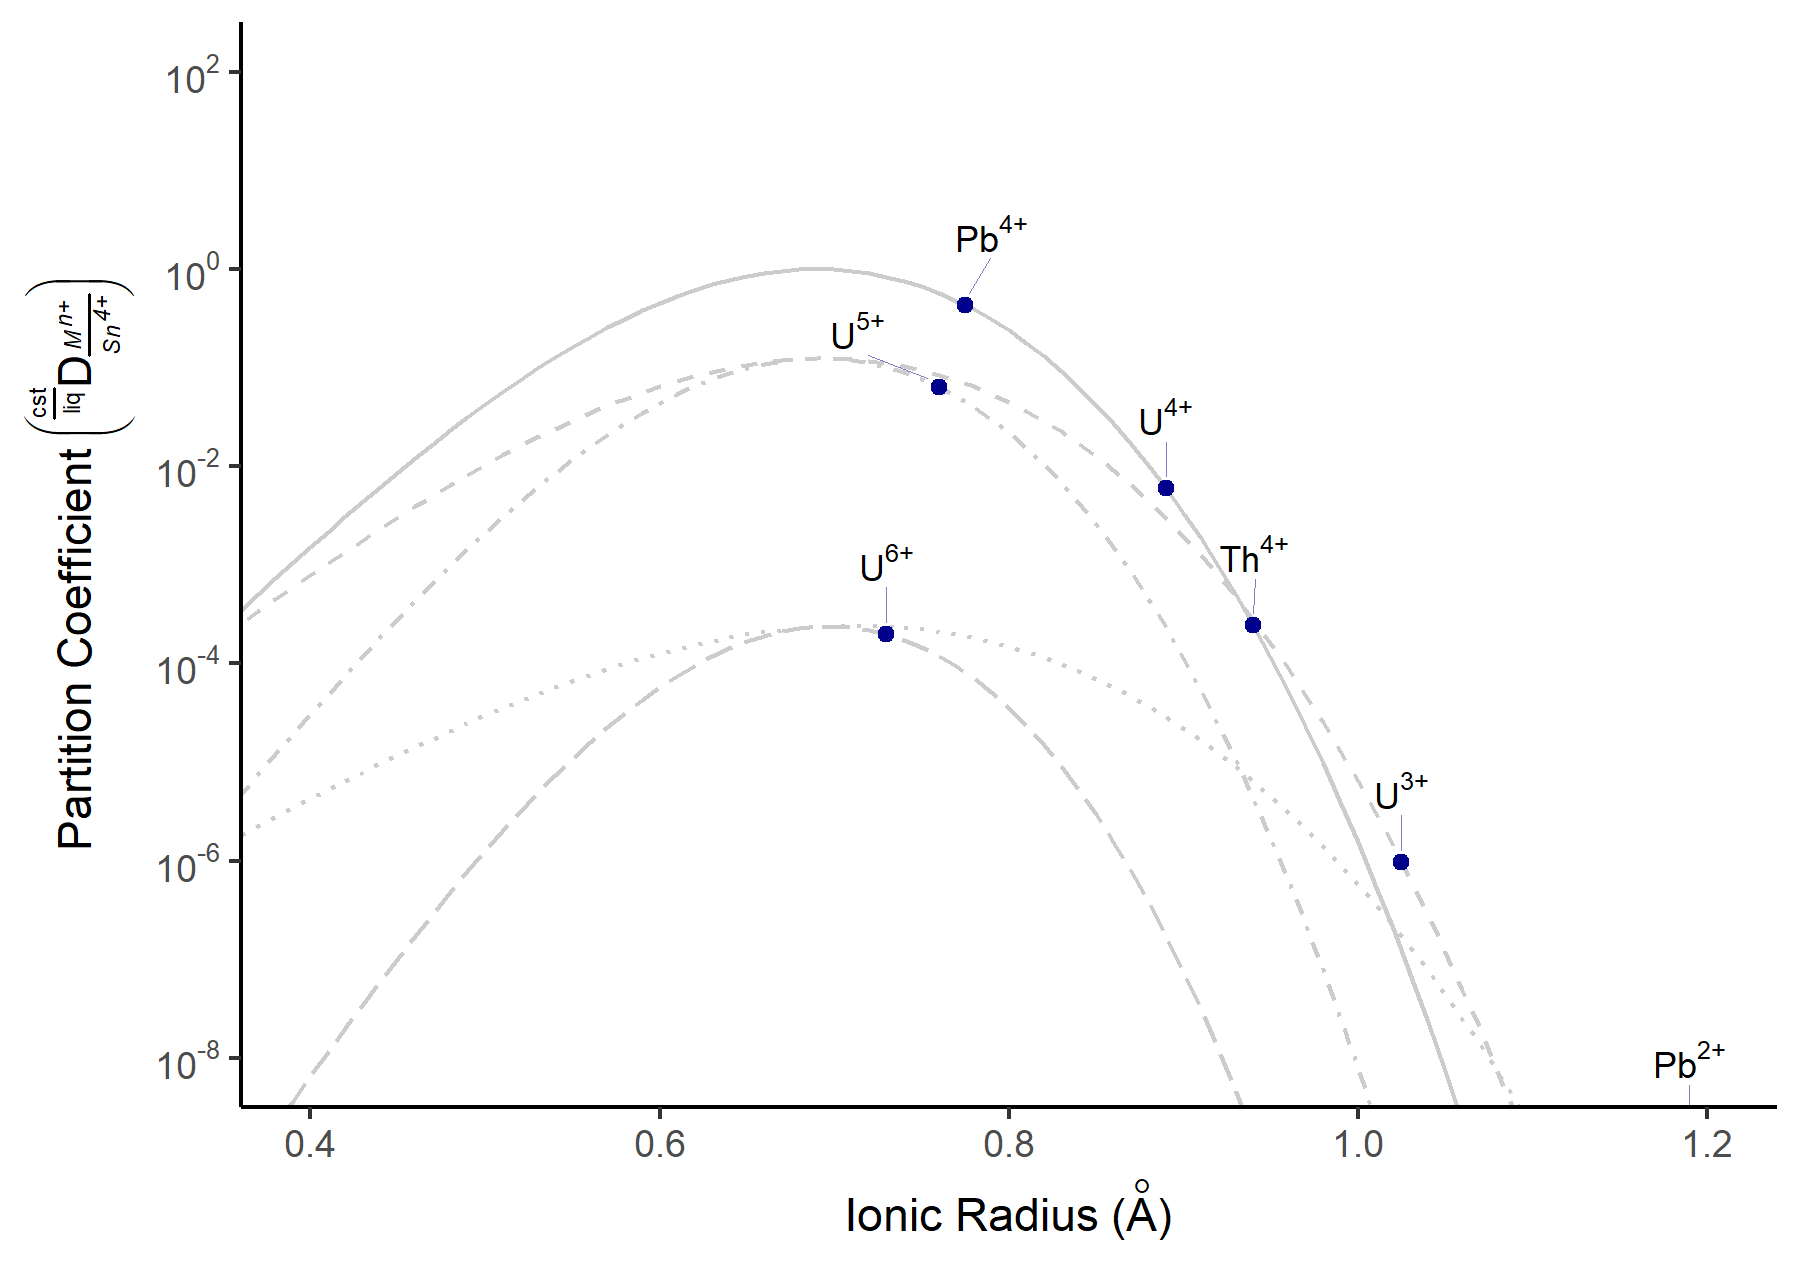 10²
10⁰
10⁻²
10⁻⁴
10⁻⁶
10⁻⁸
Partition Coefficient (cst/liq D Mⁿ⁺/Sn⁴⁺)
Pb⁴⁺
U⁵⁺
U⁴⁺
Th⁴⁺
U⁶⁺
U³⁺
Pb²⁺
0.4 0.6 0.8 1.0 1.2
Ionic Radius (Å)